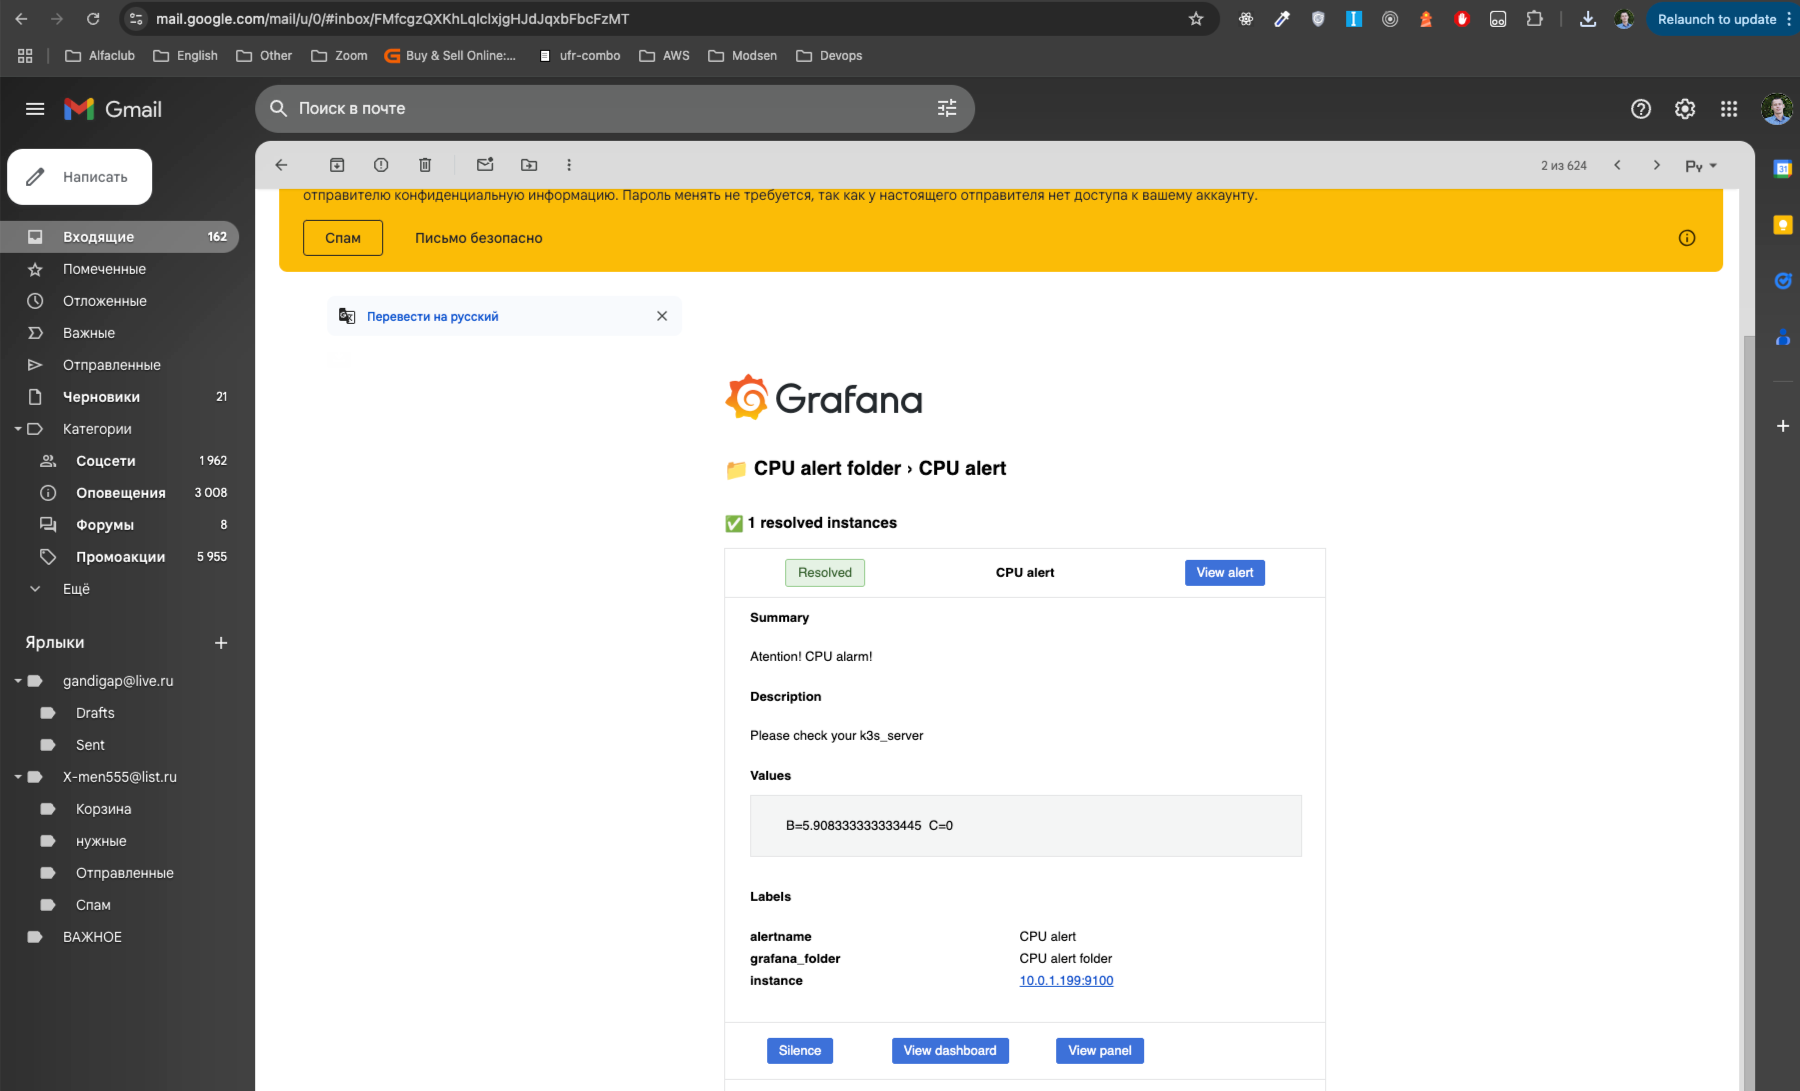 mail.google.com/mail/u/0/#inbox/FMfcgzQXKhLqlclxjgHJdJqxbFbcFzMT
Relaunch to update
Alfaclub
English
Other
Zoom
Buy & Sell Online:...
ufr-combo
AWS
Modsen
Devops
Gmail
Поиск в почте
Написать
2 из 624
Ру
Входящие 162
Помеченные
Отложенные
Важные
Отправленные
Черновики 21
Категории
Соцсети 1 962
Оповещения 3 008
Форумы 8
Промоакции 5 955
Ещё
Ярлыки
gandigap@live.ru
Drafts
Sent
X-men555@list.ru
Корзина
нужные
Отправленные
Спам
ВАЖНОЕ
отправителю конфиденциальную информацию. Пароль менять не требуется, так как у настоящего отправителя нет доступа к вашему аккаунту.
Спам
Письмо безопасно
Перевести на русский
Grafana
CPU alert folder › CPU alert
1 resolved instances
Resolved
CPU alert
View alert
Summary
Atention! CPU alarm!
Description
Please check your k3s_server
Values
B=5.908333333333445 C=0
Labels
alertname CPU alert
grafana_folder CPU alert folder
instance 10.0.1.199:9100
Silence
View dashboard
View panel
31